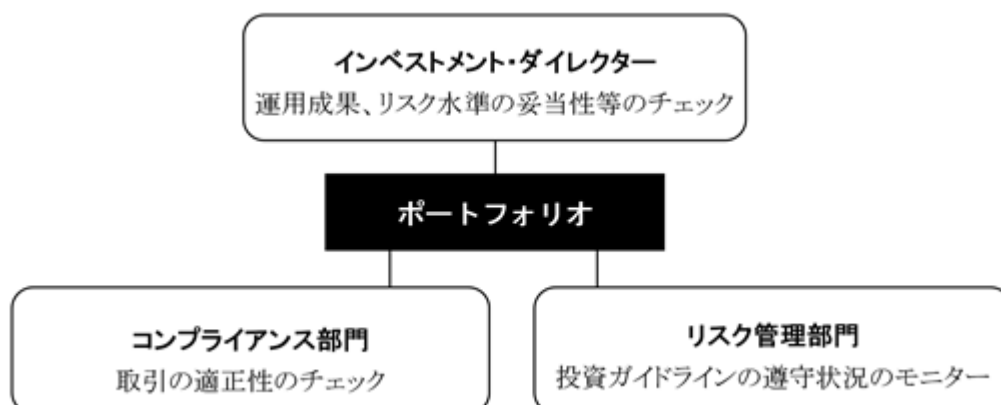 インベストメント・ダイレクター
運用成果、リスク水準の妥当性等のチェック
ポートフォリオ
コンプライアンス部門
取引の適正性のチェック
リスク管理部門
投資ガイドラインの遵守状況のモニター